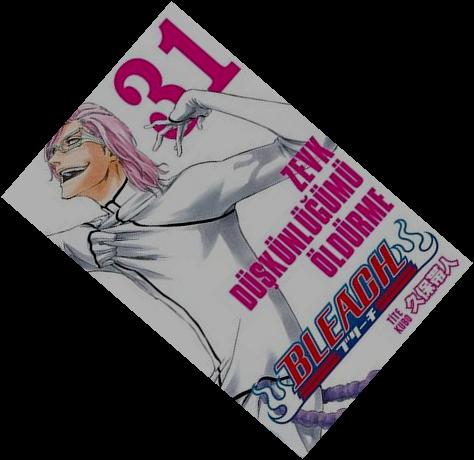 31
ZEVK
DÜŞKÜNLÜĞÜMÜ
ÖLDÜRME
BLEACH
ブリーチ
TITE
KUBO
久保帯人